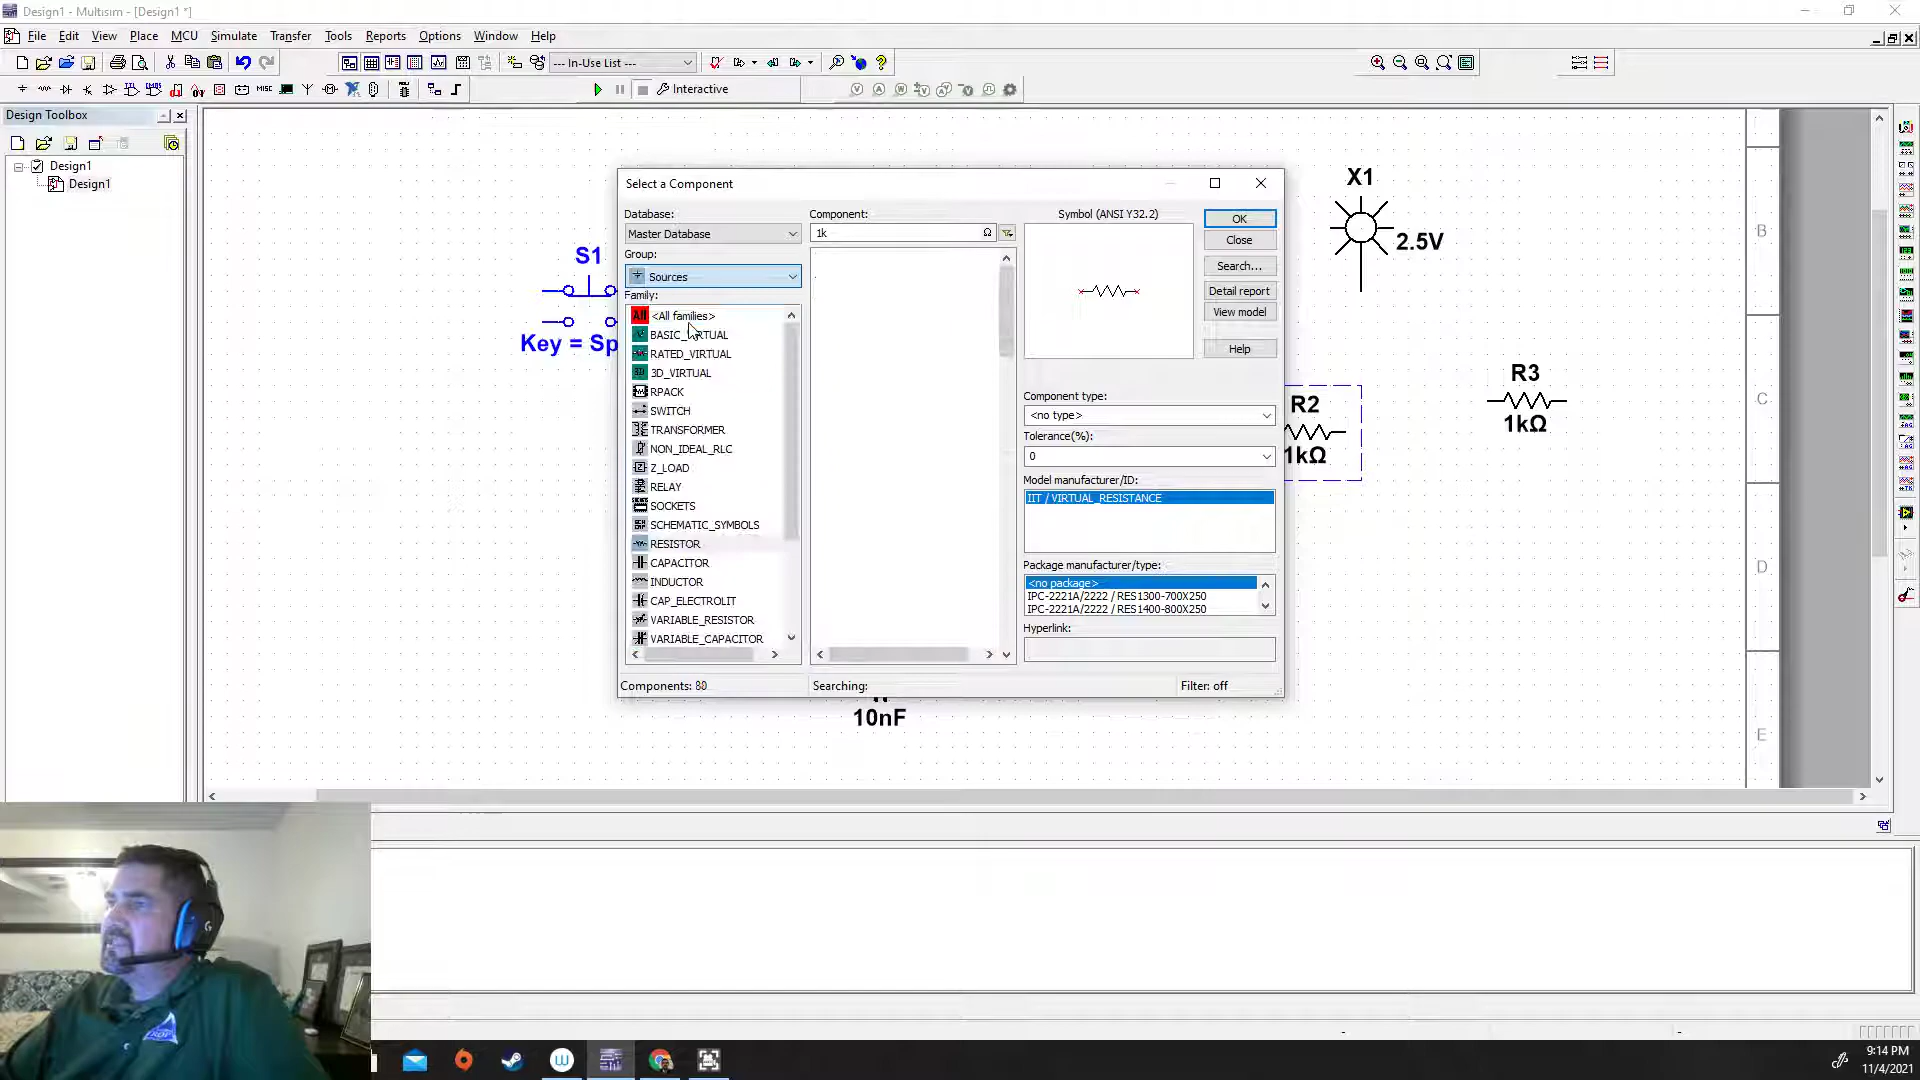 Design1 - Multisim - [Design1 *]
File Edit View Place MCU Simulate Transfer Tools Reports Options Window Help
--- In-Use List ---
MISC Interactive
Design Toolbox
Design1
Design1
S1
Key = Sp
X1
2.5V
R2
1kΩ
R3
1kΩ
10nF
B
C
D
E
Select a Component
Database:
Master Database
Group:
Sources
Family:
All <All families>
BASIC_VIRTUAL
RATED_VIRTUAL
3D_VIRTUAL
RPACK
SWITCH
TRANSFORMER
NON_IDEAL_RLC
Z_LOAD
RELAY
SOCKETS
SCHEMATIC_SYMBOLS
RESISTOR
CAPACITOR
INDUCTOR
CAP_ELECTROLIT
VARIABLE_RESISTOR
VARIABLE_CAPACITOR
Component:
1k Ω
Symbol (ANSI Y32.2)
OK
Close
Search...
Detail report
View model
Help
Component type:
<no type>
Tolerance(%):
0
Model manufacturer/ID:
IIT / VIRTUAL_RESISTANCE
Package manufacturer/type:
<no package>
IPC-2221A/2222 / RES1300-700X250
IPC-2221A/2222 / RES1400-800X250
Hyperlink:
Components: 80
Searching:
Filter: off
9:14 PM
11/4/2021